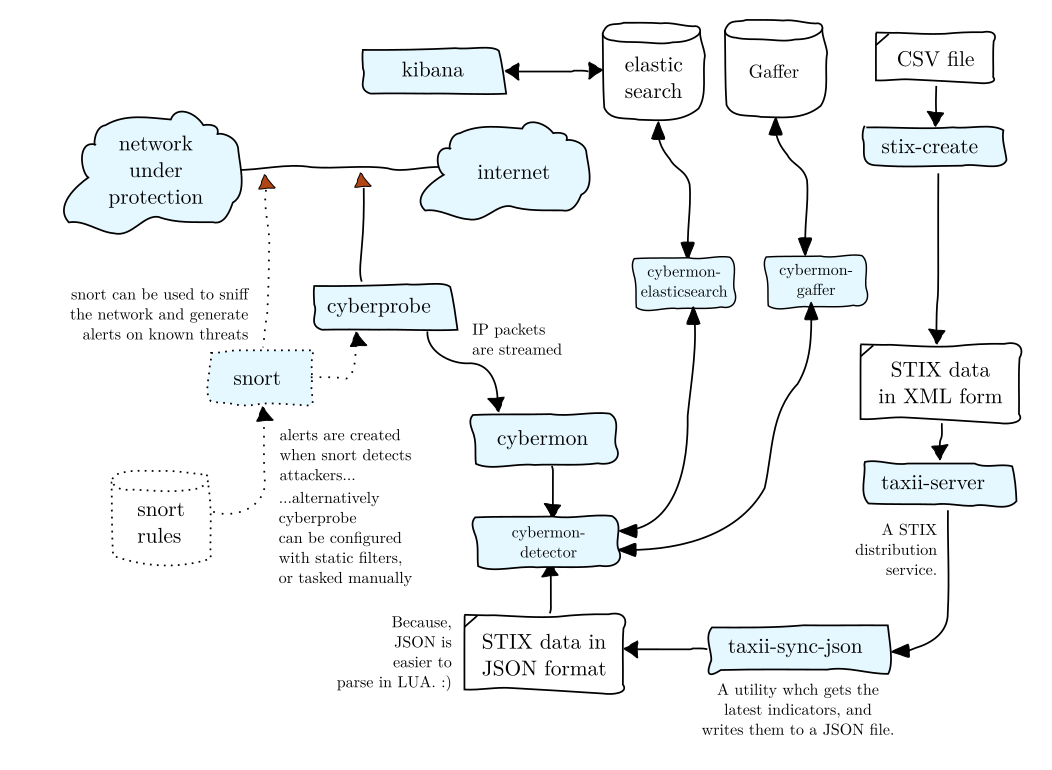 kibana
elastic
search
Gaffer
CSV file
network
under
protection
internet
stix-create
cybermon-
elasticsearch
cybermon-
gaffer
snort can be used to sniff
the network and generate
alerts on known threats
cyberprobe
IP packets
are streamed
snort
STIX data
in XML form
alerts are created
when snort detects
attackers...
...alternatively
cyberprobe
can be configured
with static filters,
or tasked manually
cybermon
snort
rules
taxii-server
cybermon-
detector
A STIX
distribution
service.
Because,
JSON is
easier to
parse in LUA. :)
STIX data in
JSON format
taxii-sync-json
A utility whch gets the
latest indicators, and
writes them to a JSON file.